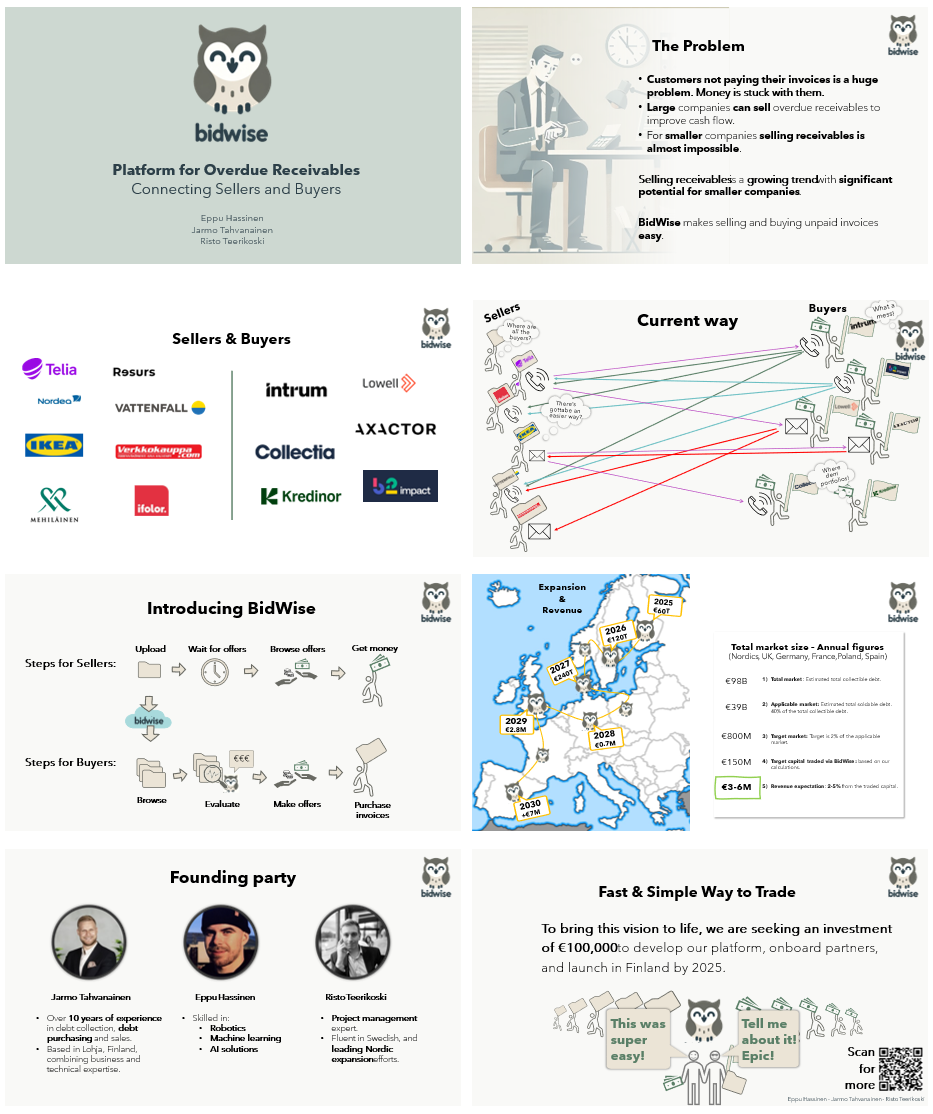 bidwise
Platform for Overdue Receivables
Connecting Sellers and Buyers
Eppu Hassinen
Jarmo Tahvanainen
Risto Teerikoski
bidwise
The Problem
• Customers not paying their invoices is a huge
problem. Money is stuck with them.
• Large companies can sell overdue receivables to
improve cash flow.
• For smaller companies selling receivables is
almost impossible.
Selling receivables is a growing trend with significant
potential for smaller companies.
BidWise makes selling and buying unpaid invoices
easy.
bidwise
Sellers & Buyers
Telia
Resurs
Nordea
VATTENFALL
IKEA
Verkkokauppa
.com
MEHILÄINEN
ifolor.
intrum
Lowell
AXACTOR
Collectia
Kredinor
b2 impact
Sellers
Current way
Buyers
What a
mess!
intrum
bidwise
Where are
all the
buyers?
Telia
impact
There's
gotta be an
easier way?
Lowell
AXACTOR
IKEA
Where
dem
portfolios?
Collec
Kredinor
bidwise
Introducing BidWise
Upload
Wait for offers
Browse offers
Get money
Steps for Sellers:
bidwise
Steps for Buyers:
€€€
Browse
Evaluate
Make offers
Purchase
invoices
Expansion
&
Revenue
2025
€60T
2026
€120T
2027
€240T
2029
€2.8M
2028
€0.7M
2030
+€7M
bidwise
Total market size – Annual figures
(Nordics, UK, Germany, France, Poland, Spain)
€98B 1) Total market: Estimated total collectible debt.
€39B 2) Applicable market: Estimated total soldable debt.
40% of the total collectible debt.
€800M 3) Target market: Target is 2% of the applicable
market.
€150M 4) Target capital traded via BidWise: based on our
calculations.
€3-6M 5) Revenue expectation: 2-5% from the traded capital.
bidwise
Founding party
Jarmo Tahvanainen
• Over 10 years of experience
in debt collection, debt
purchasing and sales.
• Based in Lohja, Finland,
combining business and
technical expertise.
Eppu Hassinen
• Skilled in:
• Robotics
• Machine learning
• AI solutions
Risto Teerikoski
• Project management
expert.
• Fluent in Swedish, and
leading Nordic
expansion efforts.
bidwise
Fast & Simple Way to Trade
To bring this vision to life, we are seeking an investment
of €100,000 to develop our platform, onboard partners,
and launch in Finland by 2025.
This was
super
easy!
Tell me
about it!
Epic!
Scan
for
more
Eppu Hassinen - Jarmo Tahvanainen - Risto Teerikoski